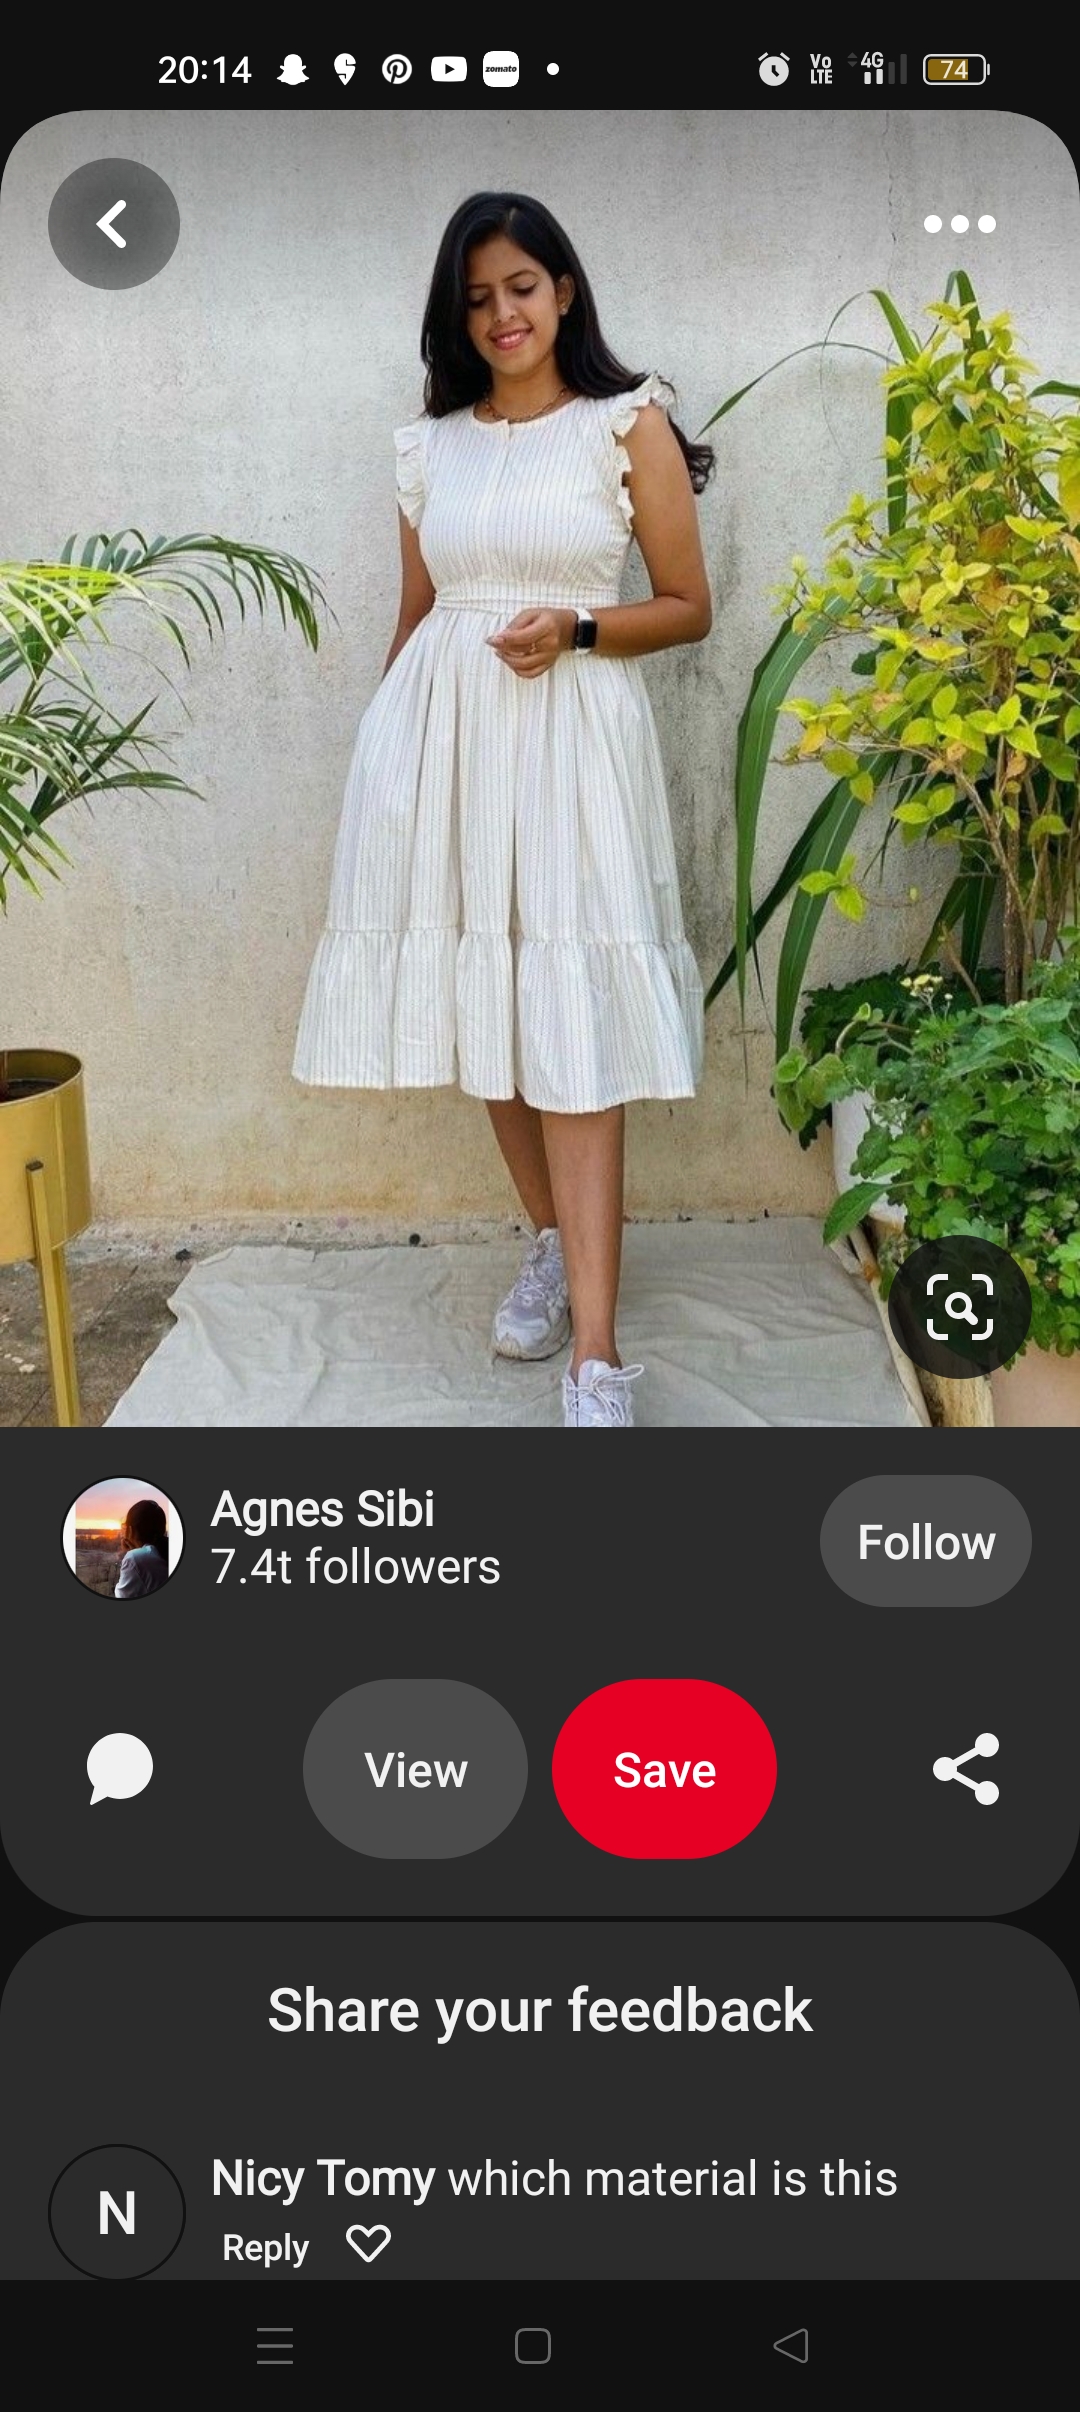 20:14 zomato Vo LTE 4G 74
Agnes Sibi
7.4t followers
Follow
View
Save
Share your feedback
N
Nicy Tomy which material is this
Reply